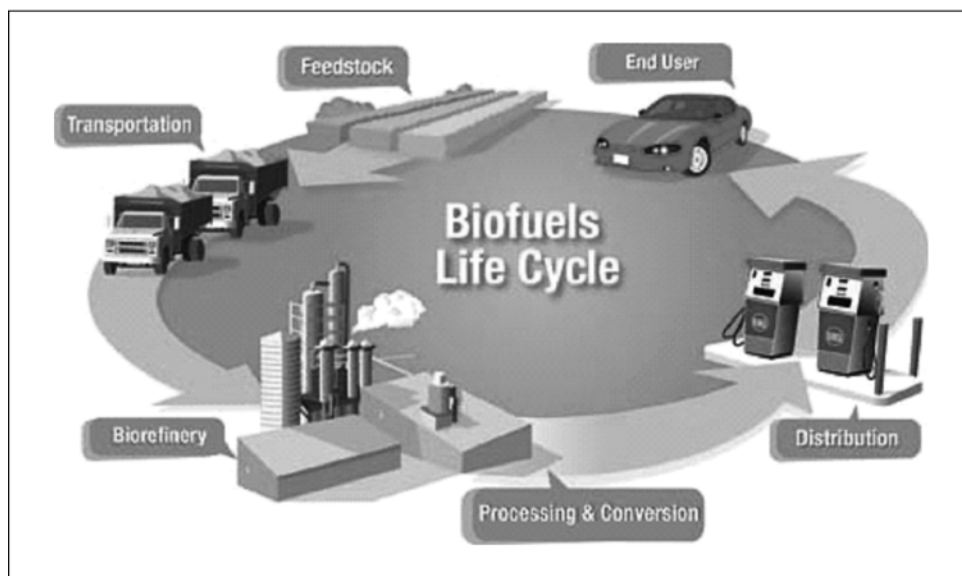 Feedstock
End User
Transportation
Biofuels
Life Cycle
Biorefinery
Distribution
Processing & Conversion